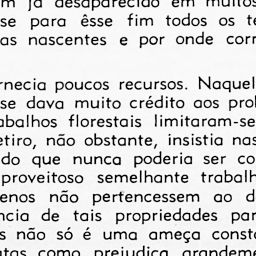 m já desaparecido em muitos
se para êsse fim todos os te
as nascentes e por onde corr
rnecia poucos recursos. Naquel
se dava muito crédito aos prol
abalhos florestais limitaram-se
etiro, não obstante, insistia nas
do que nunca poderia ser co
proveitoso semelhante trabalh
enos não pertencessem ao d
ncia de tais propriedades par
s não só é uma ameça consta
atas como prejudica grandeme